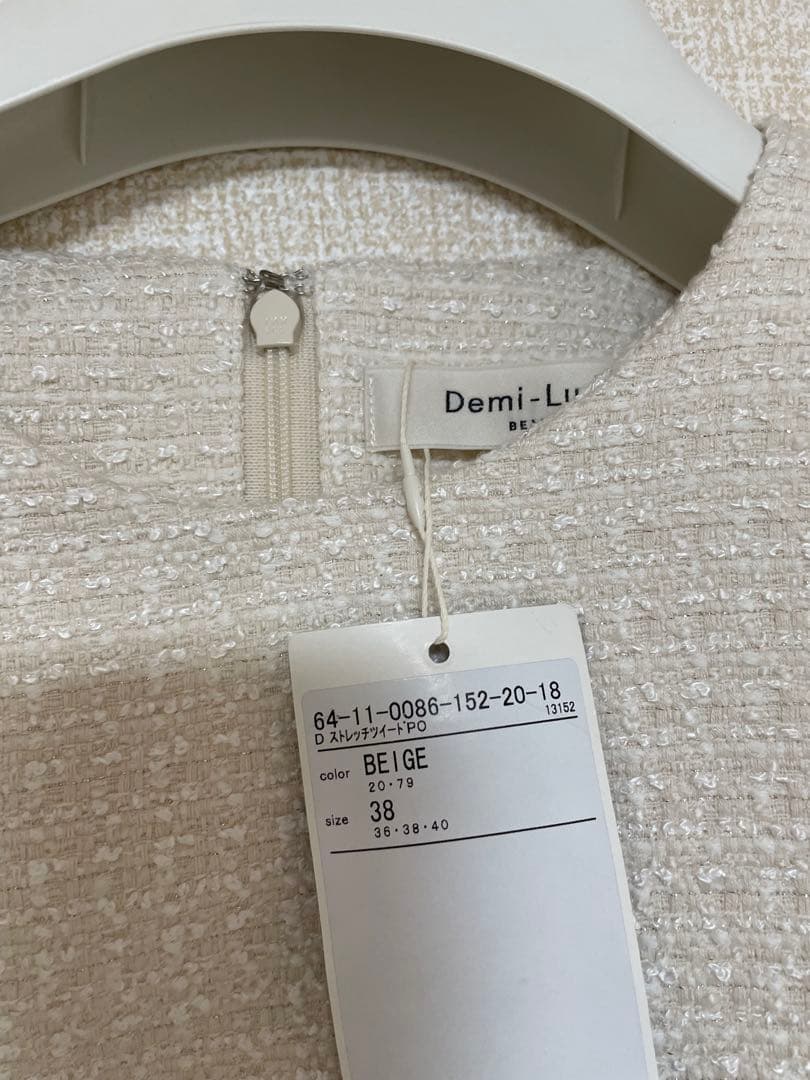 Demi-Lu
64-11-0086-152-20-18
D ストレッチツイードPO 13152
color BEIGE
20・79
size 38
36・38・40